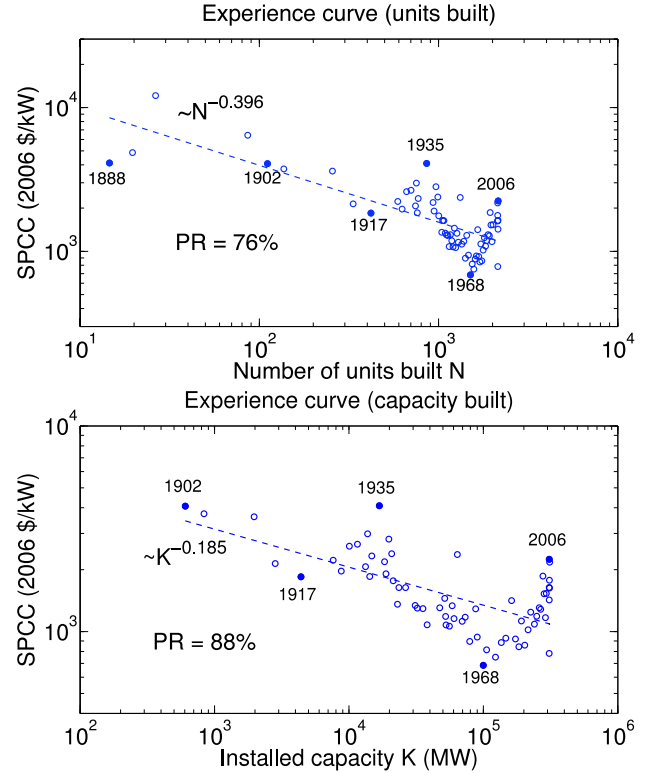 Experience curve (units built)
SPCC (2006 $/kW)
10^4
10^3
~N^−0.396
1935
1888
1902
2006
1917
PR = 76%
1968
10^1
10^2
10^3
10^4
Number of units built N
Experience curve (capacity built)
SPCC (2006 $/kW)
10^4
10^3
1902
1935
2006
~K^−0.185
1917
PR = 88%
1968
10^2
10^3
10^4
10^5
10^6
Installed capacity K (MW)